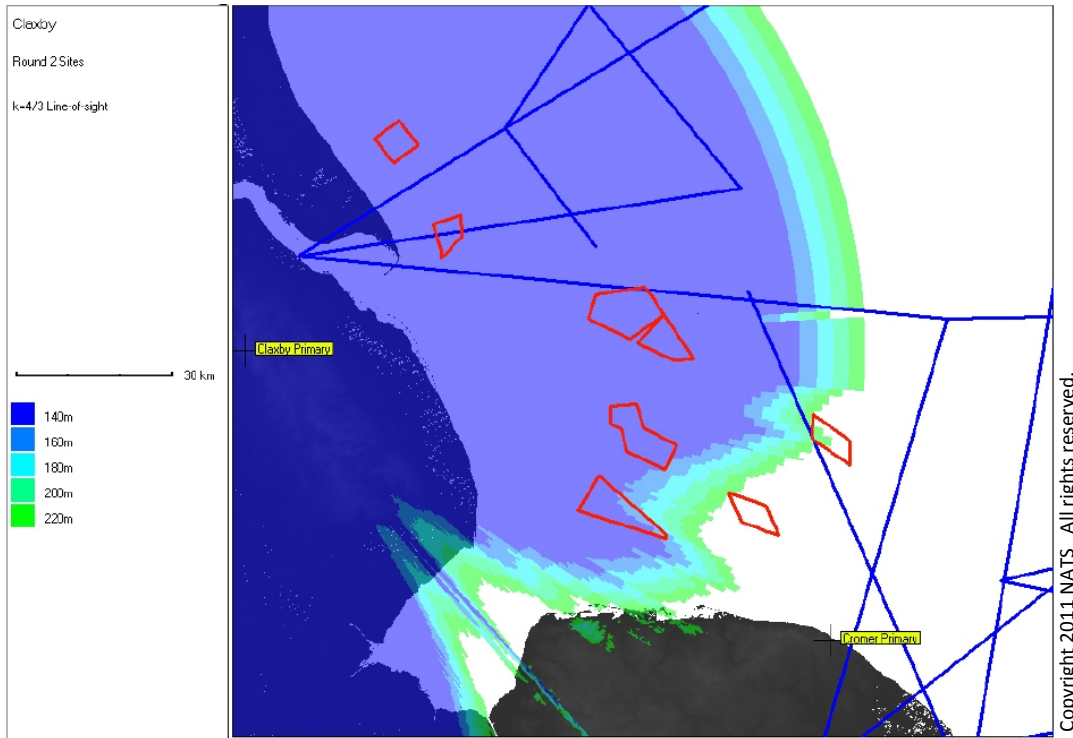 Claxby
Round 2 Sites
k=4/3 Line-of-sight
Claxby Primary
30 km
140m
160m
180m
200m
220m
Cromer Primary
Copyright 2011 NATS All rights reserved.